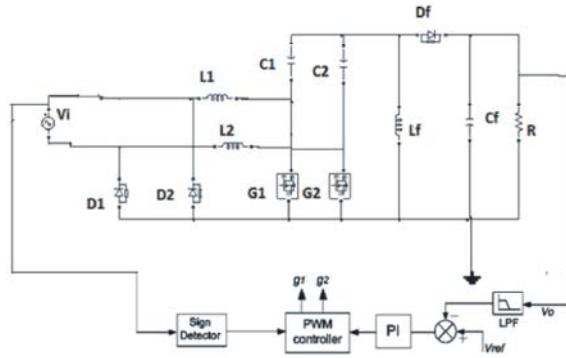 Df
C1
C2
L1
Vi
L2
Lf
Cf
R
D1
D2
G1
G2
g1
g2
Sign
Detector
PWM
controller
PI
−
+
LPF
Vo
Vref